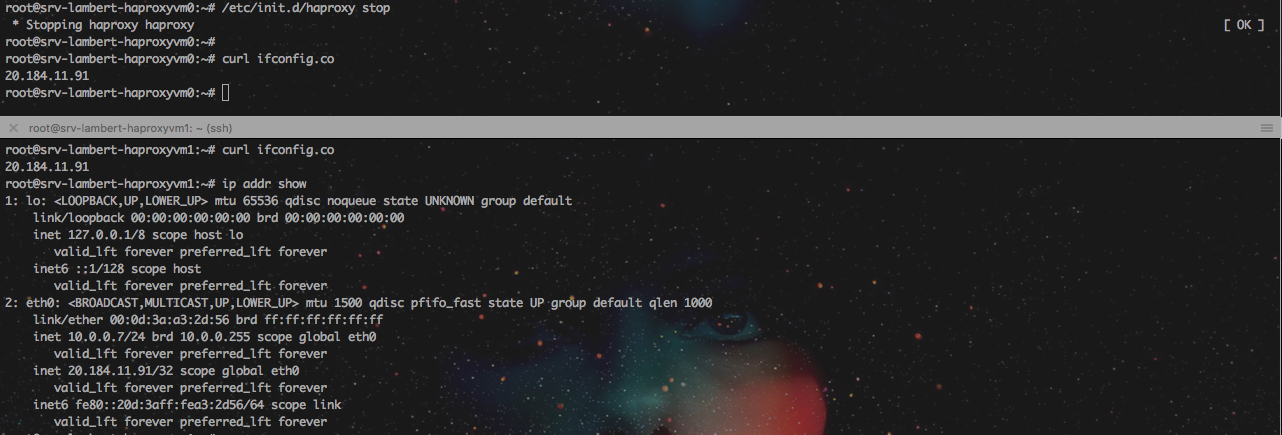 root@srv-lambert-haproxyvm0:~# /etc/init.d/haproxy stop
* Stopping haproxy haproxy [ OK ]
root@srv-lambert-haproxyvm0:~#
root@srv-lambert-haproxyvm0:~# curl ifconfig.co
20.184.11.91
root@srv-lambert-haproxyvm0:~#
root@srv-lambert-haproxyvm1: ~ (ssh)
root@srv-lambert-haproxyvm1:~# curl ifconfig.co
20.184.11.91
root@srv-lambert-haproxyvm1:~# ip addr show
1: lo: <LOOPBACK,UP,LOWER_UP> mtu 65536 qdisc noqueue state UNKNOWN group default
link/loopback 00:00:00:00:00:00 brd 00:00:00:00:00:00
inet 127.0.0.1/8 scope host lo
valid_lft forever preferred_lft forever
inet6 ::1/128 scope host
valid_lft forever preferred_lft forever
2: eth0: <BROADCAST,MULTICAST,UP,LOWER_UP> mtu 1500 qdisc pfifo_fast state UP group default qlen 1000
link/ether 00:0d:3a:a3:2d:56 brd ff:ff:ff:ff:ff:ff
inet 10.0.0.7/24 brd 10.0.0.255 scope global eth0
valid_lft forever preferred_lft forever
inet 20.184.11.91/32 scope global eth0
valid_lft forever preferred_lft forever
inet6 fe80::20d:3aff:fea3:2d56/64 scope link
valid_lft forever preferred_lft forever